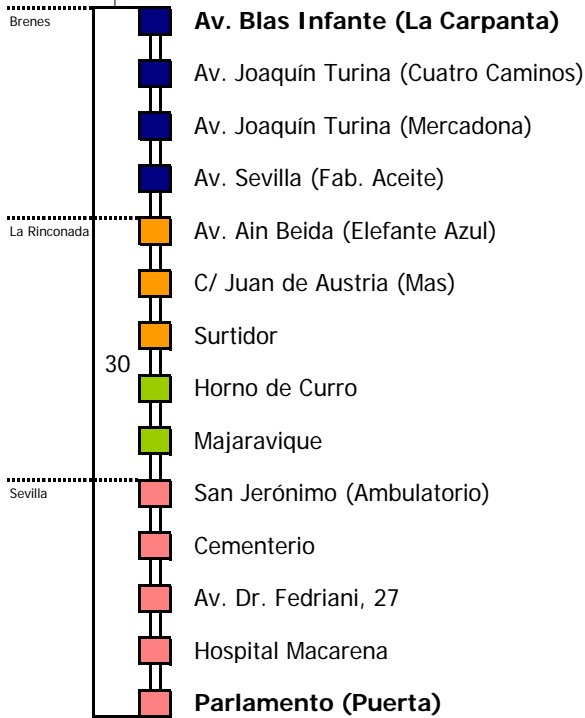 Brenes
Av. Blas Infante (La Carpanta)
Av. Joaquín Turina (Cuatro Caminos)
Av. Joaquín Turina (Mercadona)
Av. Sevilla (Fab. Aceite)
La Rinconada
Av. Ain Beida (Elefante Azul)
C/ Juan de Austria (Mas)
Surtidor
30
Horno de Curro
Majaravique
Sevilla
San Jerónimo (Ambulatorio)
Cementerio
Av. Dr. Fedriani, 27
Hospital Macarena
Parlamento (Puerta)